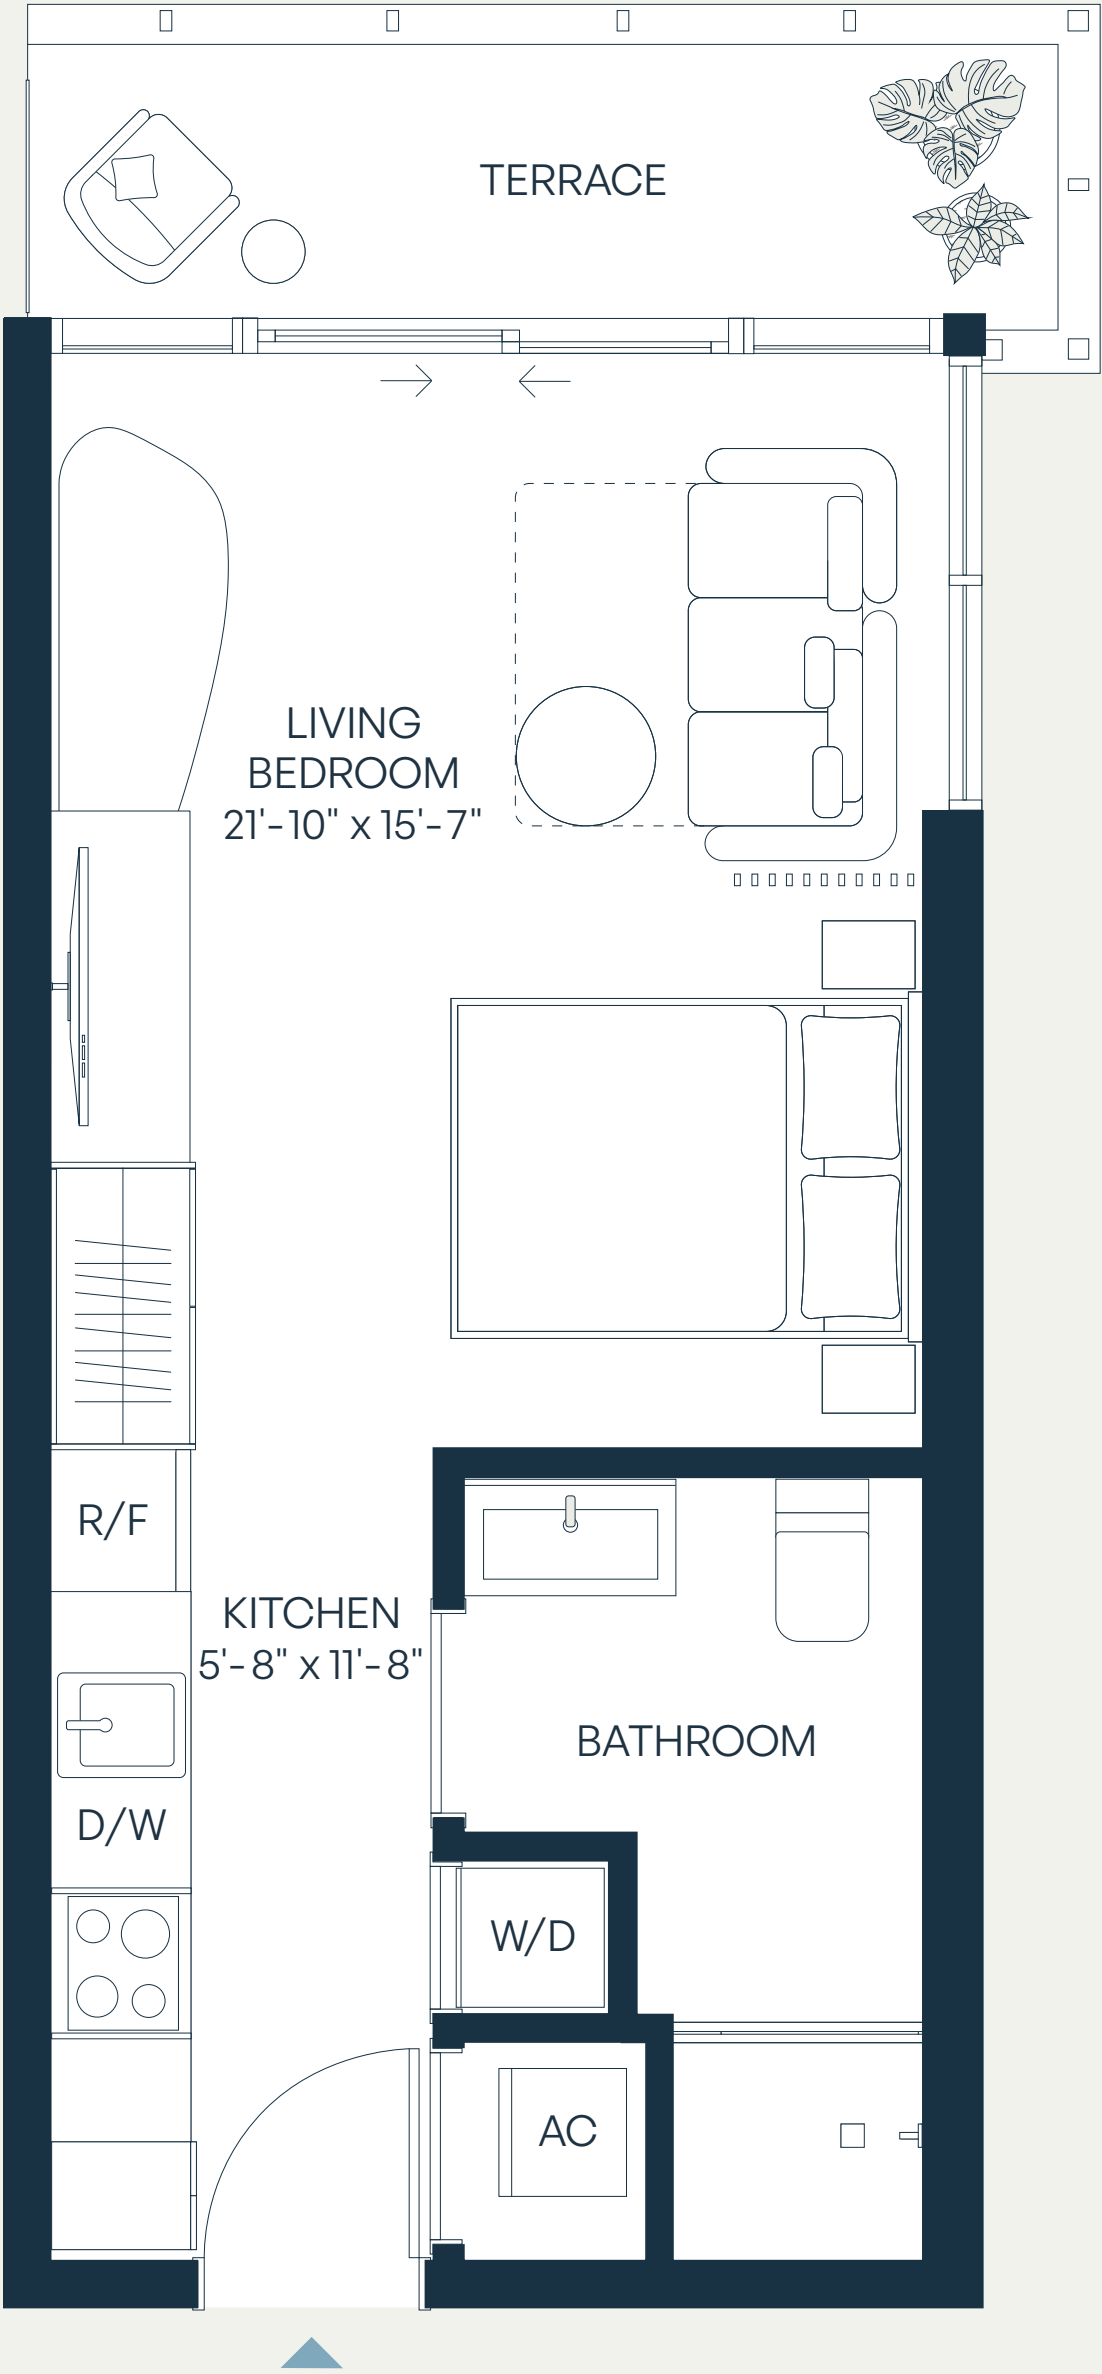 TERRACE
LIVING
BEDROOM
21'-10" x 15'-7"
R/F
KITCHEN
5'-8" x 11'-8"
BATHROOM
D/W
W/D
AC